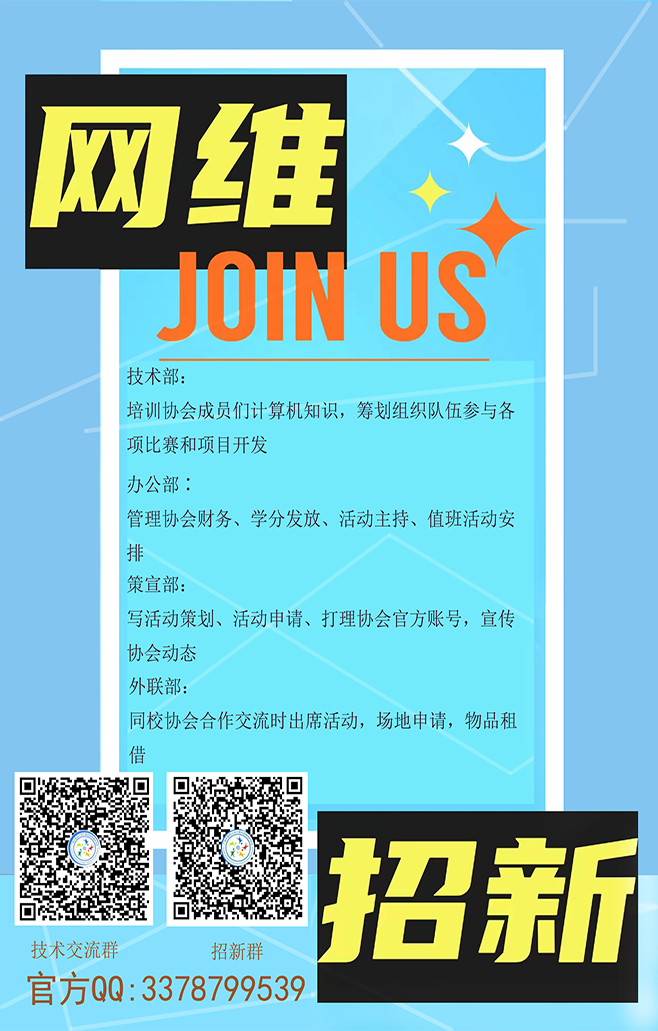 网维
JOIN US
技术部：
培训协会成员们计算机知识，筹划组织队伍参与各
项比赛和项目开发
办公部：
管理协会财务、学分发放、活动主持、值班活动安
排
策宣部：
写活动策划、活动申请、打理协会官方账号，宣传
协会动态
外联部：
同校协会合作交流时出席活动，场地申请，物品租
借
技术交流群
招新群
官方QQ:3378799539
招新